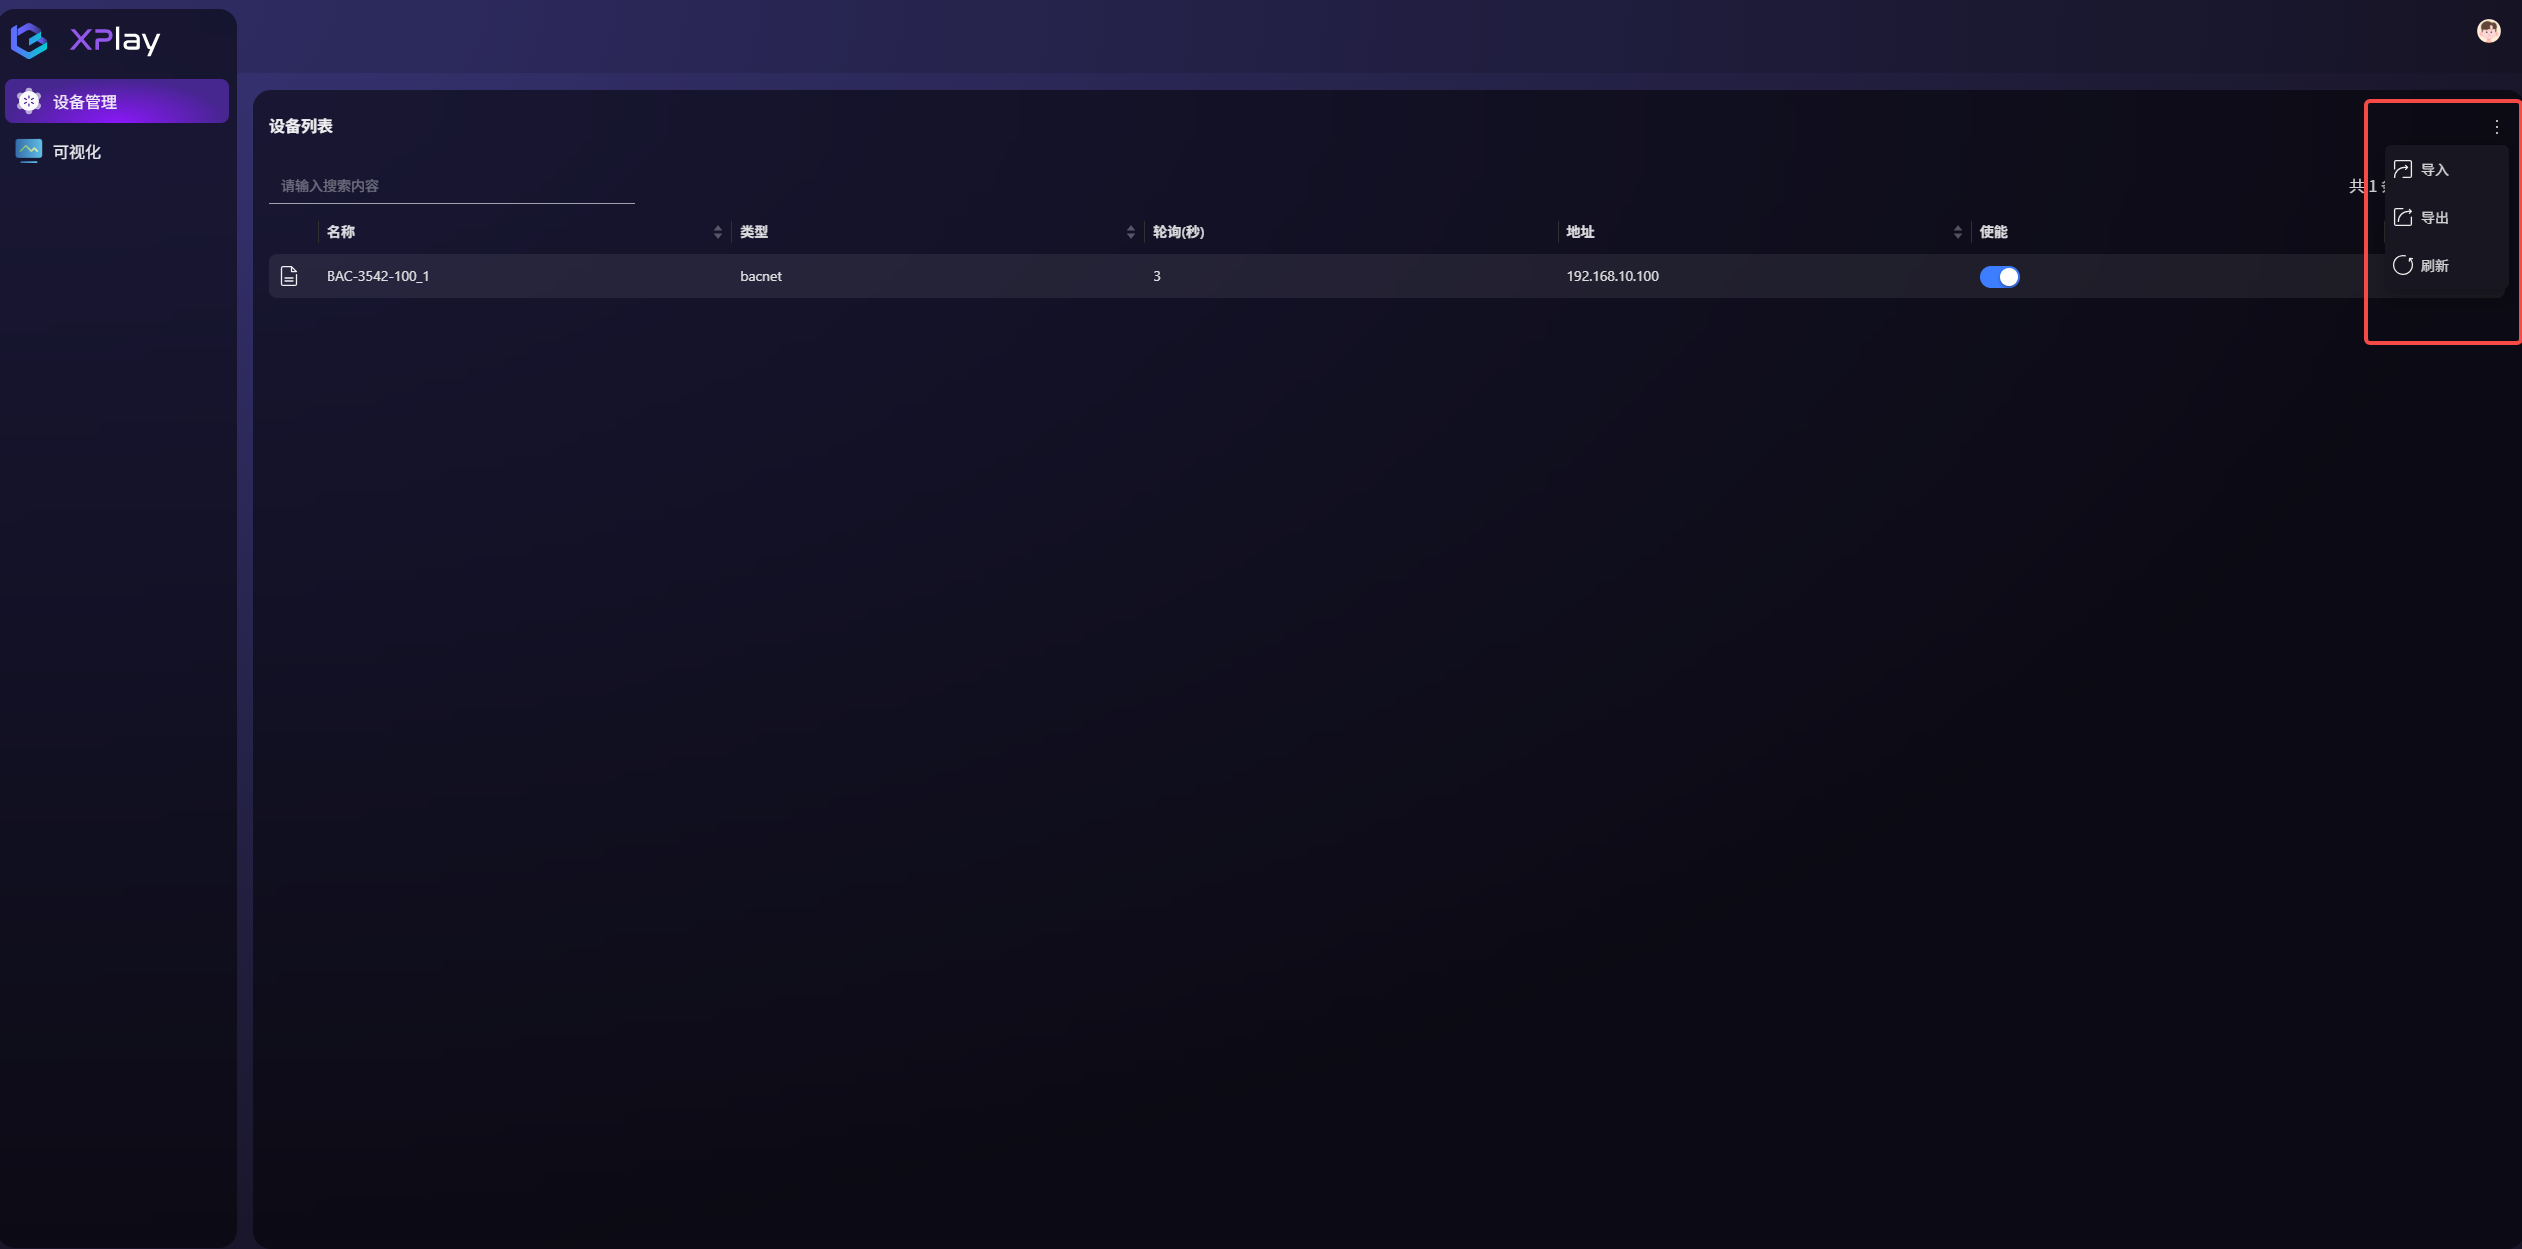 XPlay
设备管理
可视化
设备列表
导入
请输入搜索内容
共 1
导出
名称 类型 轮询(秒) 地址 使能
刷新
BAC-3542-100_1 bacnet 3 192.168.10.100